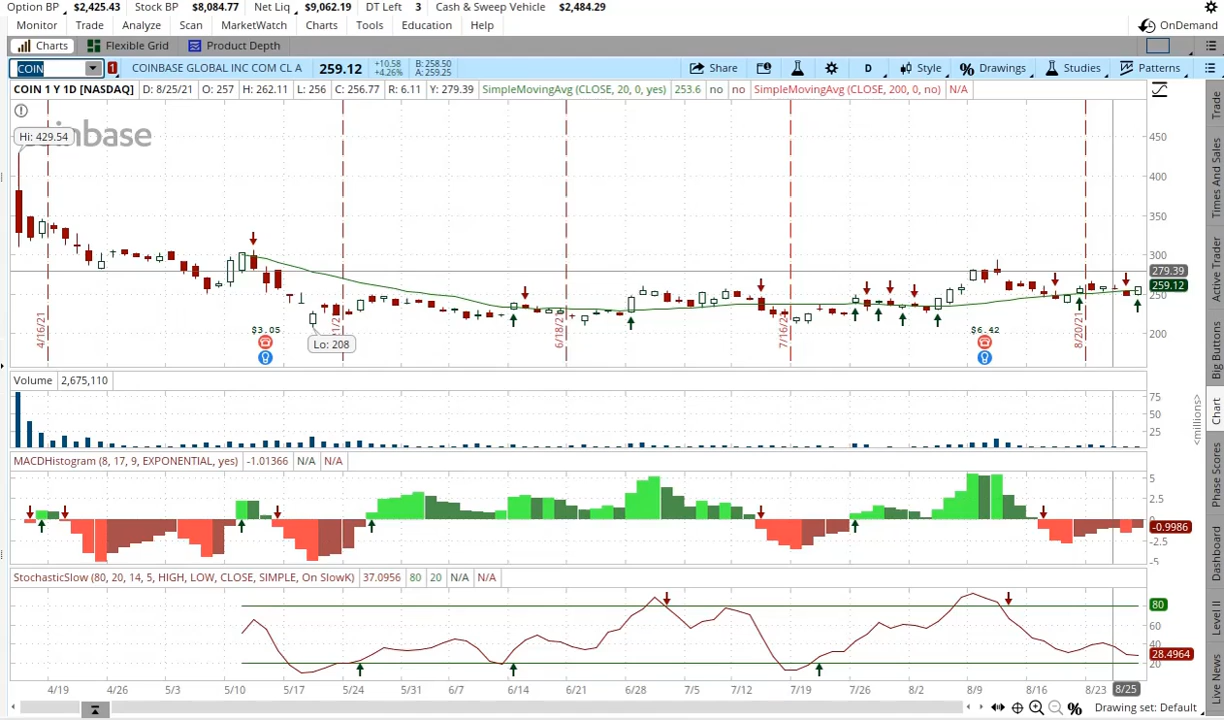 Option BP $2,425.43 Stock BP $8,084.77 Net Liq $9,062.19 DT Left 3 Cash & Sweep Vehicle $2,484.29
Monitor Trade Analyze Scan MarketWatch Charts Tools Education Help OnDemand
Charts Flexible Grid Product Depth
COIN 1 COINBASE GLOBAL INC COM CL A 259.12 +10.58 +4.26% B: 258.50 A: 259.25 Share D Style % Drawings Studies Patterns
COIN 1 Y 1D [NASDAQ] D: 8/25/21 O: 257 H: 262.11 L: 256 C: 256.77 R: 6.11 Y: 279.39 SimpleMovingAvg (CLOSE, 20, 0, yes) 253.6 no no SimpleMovingAvg (CLOSE, 200, 0, no) N/A
Hi: 429.54
nbase
450
400
350
300
279.39
259.12
250
200
4/16/21
6/18/21
8/20/21
$3.05
$6.42
Lo: 208
Volume 2,675,110
75
50
25
<millions>
MACDHistogram (8, 17, 9, EXPONENTIAL, yes) -1.01366 N/A N/A
5
2.5
0
-0.9986
-2.5
-5
StochasticSlow (80, 20, 14, 5, HIGH, LOW, CLOSE, SIMPLE, On SlowK) 37.0956 80 20 N/A N/A
80
60
40
28.4964
20
4/19 4/26 5/3 5/10 5/17 5/24 5/31 6/7 6/14 6/21 6/28 7/5 7/12 7/19 7/26 8/2 8/9 8/16 8/23 8/25
% Drawing set: Default
Trade
Times And Sales
Active Trader
Big Buttons
Chart
Phase Scores
Dashboard
Level II
Live News